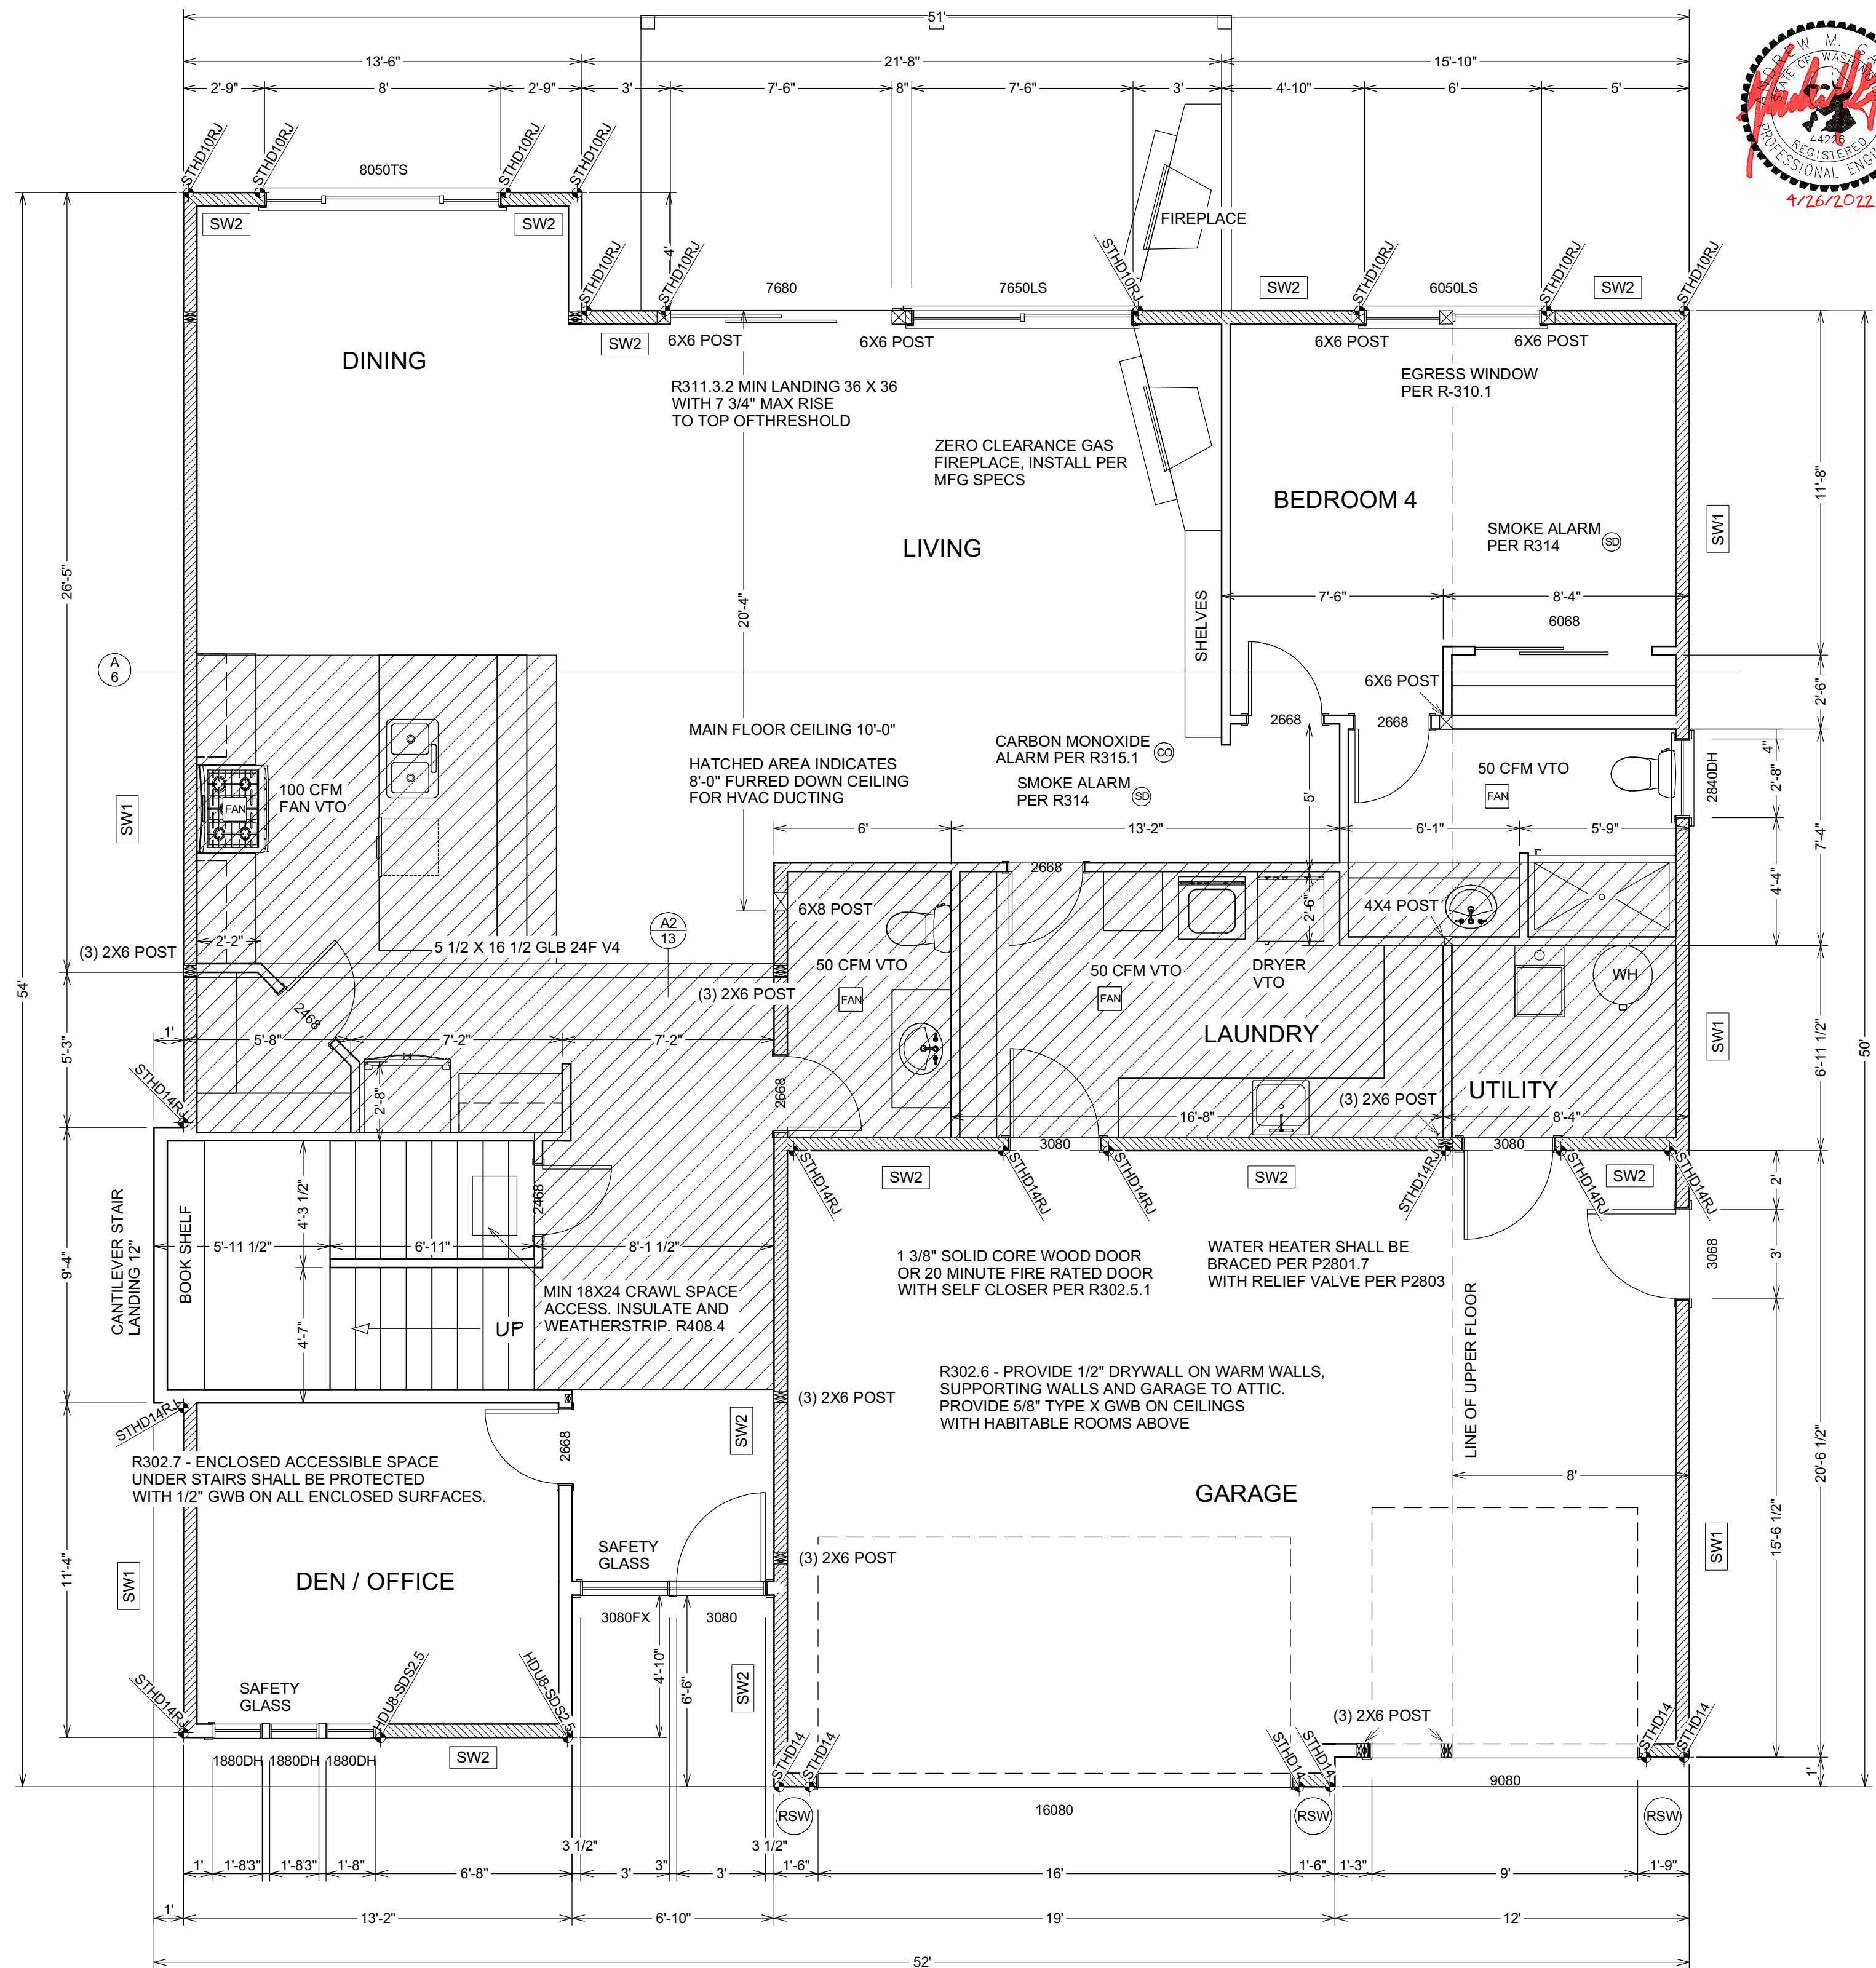 51'
13'-6"
21'-8"
15'-10"
2'-9"
8'
2'-9"
3'
7'-6"
8"
7'-6"
3'
4'-10"
6'
5'
STATE OF WASH
44226
REGISTERED
PROFESSIONAL ENG
4/26/2022
STHD10RJ
STHD10RJ
8050TS
STHD10RJ
STHD10RJ
SW2
SW2
4'
FIREPLACE
STHD10RJ
STHD10RJ
STHD10RJ
STHD10RJ
STHD10RJ
STHD10RJ
7680
7650LS
SW2
6050LS
SW2
SW2
6X6 POST
6X6 POST
6X6 POST
6X6 POST
DINING
R311.3.2 MIN LANDING 36 X 36
WITH 7 3/4" MAX RISE
TO TOP OFTHRESHOLD
EGRESS WINDOW
PER R-310.1
ZERO CLEARANCE GAS
FIREPLACE, INSTALL PER
MFG SPECS
11'-8"
BEDROOM 4
SMOKE ALARM
PER R314
SD
SW1
LIVING
26'-5"
20'-4"
SHELVES
7'-6"
8'-4"
6068
A
6
6X6 POST
2'-6"
2668
2668
MAIN FLOOR CEILING 10'-0"
HATCHED AREA INDICATES
8'-0" FURRED DOWN CEILING
FOR HVAC DUCTING
CARBON MONOXIDE
ALARM PER R315.1
CO
SMOKE ALARM
PER R314
SD
50 CFM VTO
FAN
2840DH
4"
2'-8"
7'-4"
4'-4"
100 CFM
FAN VTO
FAN
SW1
5'
6'
13'-2"
6'-1"
5'-9"
2668
2'-6"
6X8 POST
4X4 POST
A2
13
2'-2"
5 1/2 X 16 1/2 GLB 24F V4
(3) 2X6 POST
50 CFM VTO
FAN
(3) 2X6 POST
50 CFM VTO
FAN
DRYER
VTO
WH
54'
50'
2468
1'
5'-8"
7'-2"
7'-2"
5'-3"
LAUNDRY
SW1
6'-11 1/2"
STHD14RJ
2'-8"
2668
(3) 2X6 POST
UTILITY
16'-8"
8'-4"
3080
3080
SW2
SW2
SW2
STHD14RJ
STHD14RJ
STHD14RJ
STHD14RJ
STHD14RJ
STHD14RJ
2'
CANTILEVER STAIR
LANDING 12"
BOOK SHELF
4'-3 1/2"
2468
9'-4"
5'-11 1/2"
6'-11"
8'-1 1/2"
1 3/8" SOLID CORE WOOD DOOR
OR 20 MINUTE FIRE RATED DOOR
WITH SELF CLOSER PER R302.5.1
WATER HEATER SHALL BE
BRACED PER P2801.7
WITH RELIEF VALVE PER P2803
3'
3068
MIN 18X24 CRAWL SPACE
ACCESS. INSULATE AND
WEATHERSTRIP. R408.4
4'-7"
UP
LINE OF UPPER FLOOR
R302.6 - PROVIDE 1/2" DRYWALL ON WARM WALLS,
SUPPORTING WALLS AND GARAGE TO ATTIC.
PROVIDE 5/8" TYPE X GWB ON CEILINGS
WITH HABITABLE ROOMS ABOVE
(3) 2X6 POST
STHD14RJ
SW2
2668
R302.7 - ENCLOSED ACCESSIBLE SPACE
UNDER STAIRS SHALL BE PROTECTED
WITH 1/2" GWB ON ALL ENCLOSED SURFACES.
8'
20'-6 1/2"
GARAGE
15'-6 1/2"
SAFETY
GLASS
(3) 2X6 POST
SW1
11'-4"
SW1
DEN / OFFICE
3080FX
3080
4'-10"
6'-6"
SW2
STHD14RJ
SAFETY
GLASS
HDU8-SDS2.5
HDU8-SDS2.5
(3) 2X6 POST
STHD14
STHD14
STHD14
STHD14
STHD14
STHD14
1880DH
1880DH
1880DH
SW2
1'
9080
RSW
16080
RSW
RSW
3 1/2"
3 1/2"
1'
1'-8"
3"
1'-8"
3"
1'-8"
6'-8"
3'
3"
3'
1'-6"
16'
1'-6"
1'-3"
9'
1'-9"
1'
13'-2"
6'-10"
19'
12'
52'